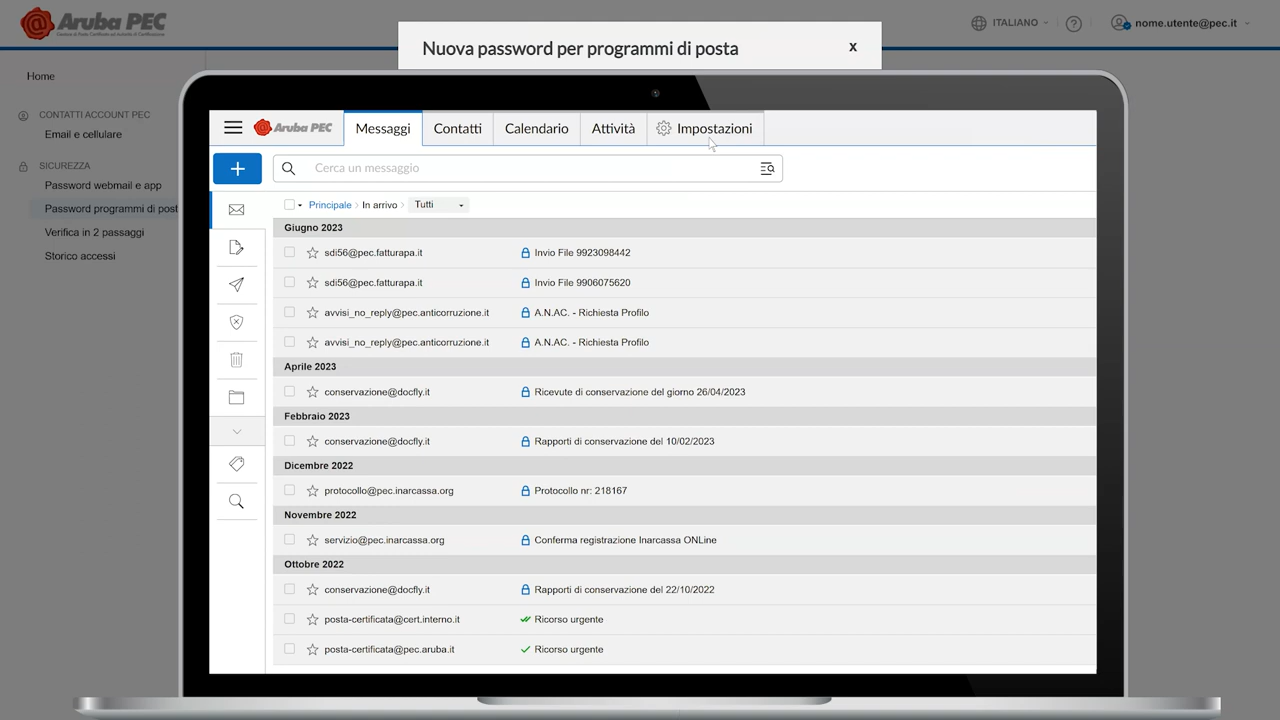 Aruba PEC
ITALIANO
nome.utente@pec.it
Nuova password per programmi di posta
x
Home
CONTATTI ACCOUNT PEC
Email e cellulare
SICUREZZA
Password webmail e app
Password programmi di post
Verifica in 2 passaggi
Storico accessi
Aruba PEC
Messaggi
Contatti
Calendario
Attività
Impostazioni
Cerca un messaggio
Principale
In arrivo
Tutti
Giugno 2023
sdi56@pec.fatturapa.it Invio File 9923098442
sdi56@pec.fatturapa.it Invio File 9906075620
avvisi_no_reply@pec.anticorruzione.it A.N.AC. - Richiesta Profilo
avvisi_no_reply@pec.anticorruzione.it A.N.AC. - Richiesta Profilo
Aprile 2023
conservazione@docfly.it Ricevute di conservazione del giorno 26/04/2023
Febbraio 2023
conservazione@docfly.it Rapporti di conservazione del 10/02/2023
Dicembre 2022
protocollo@pec.inarcassa.org Protocollo nr: 218167
Novembre 2022
servizio@pec.inarcassa.org Conferma registrazione Inarcassa ONLine
Ottobre 2022
conservazione@docfly.it Rapporti di conservazione del 22/10/2022
posta-certificata@cert.interno.it Ricorso urgente
posta-certificata@pec.aruba.it Ricorso urgente